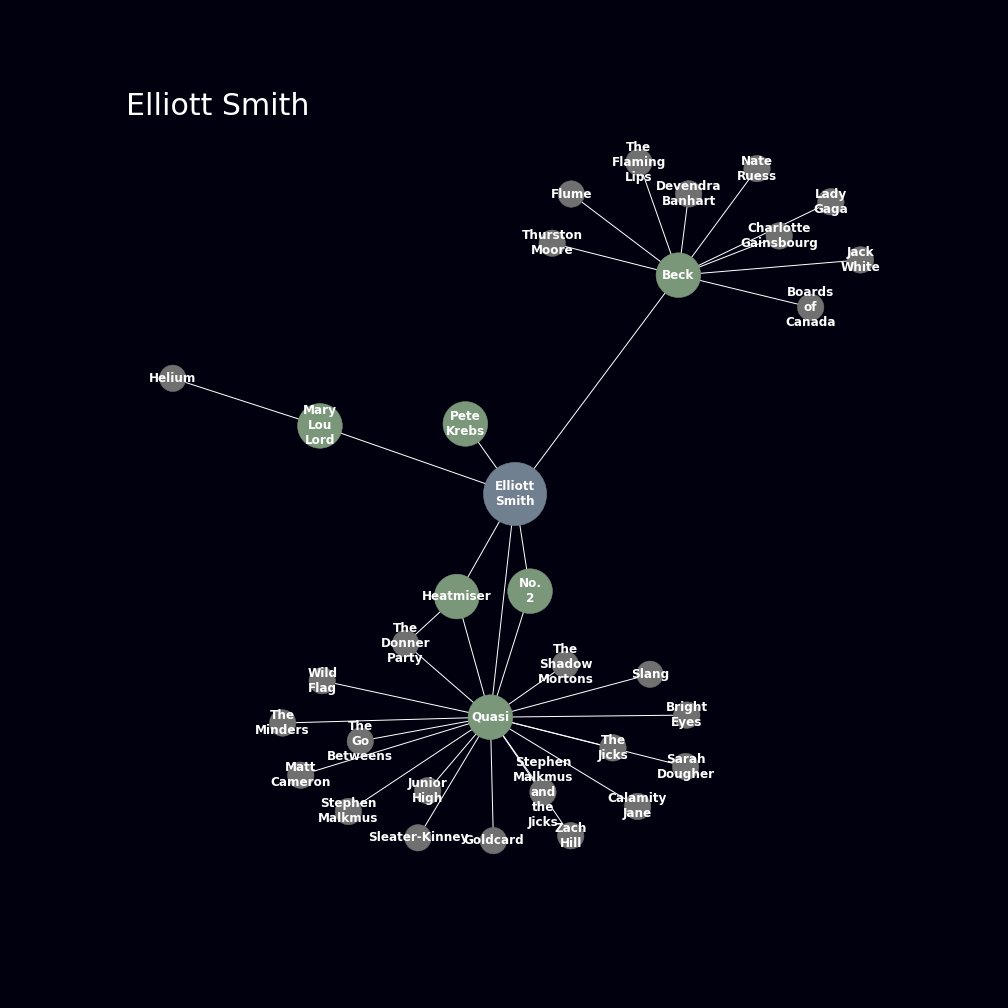 Elliott Smith
The
Flaming
Lips
Nate
Ruess
Flume
Devendra
Banhart
Lady
Gaga
Thurston
Moore
Charlotte
Gainsbourg
Jack
White
Beck
Boards
of
Canada
Helium
Mary
Lou
Lord
Pete
Krebs
Elliott
Smith
Heatmiser
No.
2
The
Donner
Party
The
Shadow
Mortons
Wild
Flag
Slang
The
Minders
Quasi
Bright
Eyes
The
Go
Betweens
The
Jicks
Matt
Cameron
Stephen
Malkmus
and
the
Jicks
Sarah
Dougher
Junior
High
Stephen
Malkmus
Calamity
Jane
Sleater-Kinney
Goldcard
Zach
Hill